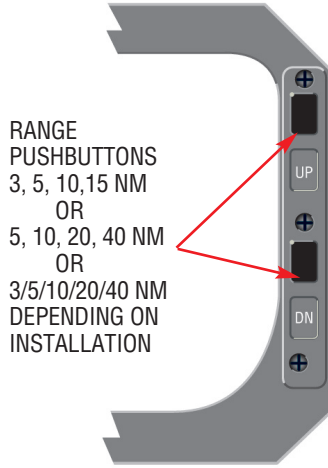 RANGE
PUSHBUTTONS
3, 5, 10,15 NM
OR
5, 10, 20, 40 NM
OR
3/5/10/20/40 NM
DEPENDING ON
INSTALLATION
UP
DN